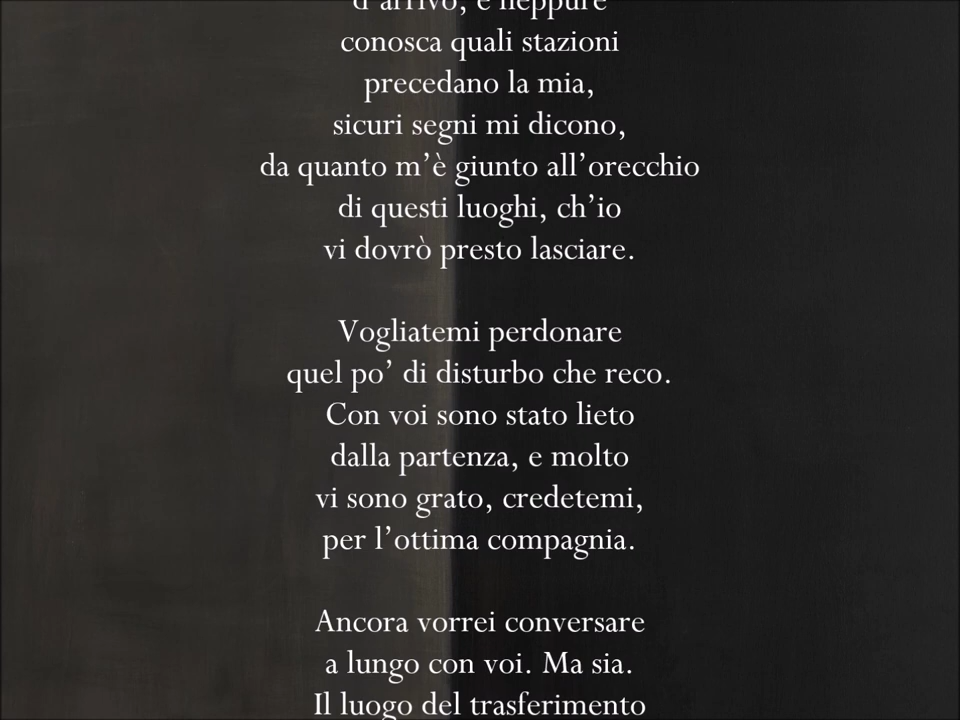 d’arrivo, e neppure
conosca quali stazioni
precedano la mia,
sicuri segni mi dicono,
da quanto m’è giunto all’orecchio
di questi luoghi, ch’io
vi dovrò presto lasciare.
Vogliatemi perdonare
quel po’ di disturbo che reco.
Con voi sono stato lieto
dalla partenza, e molto
vi sono grato, credetemi,
per l’ottima compagnia.
Ancora vorrei conversare
a lungo con voi. Ma sia.
Il luogo del trasferimento